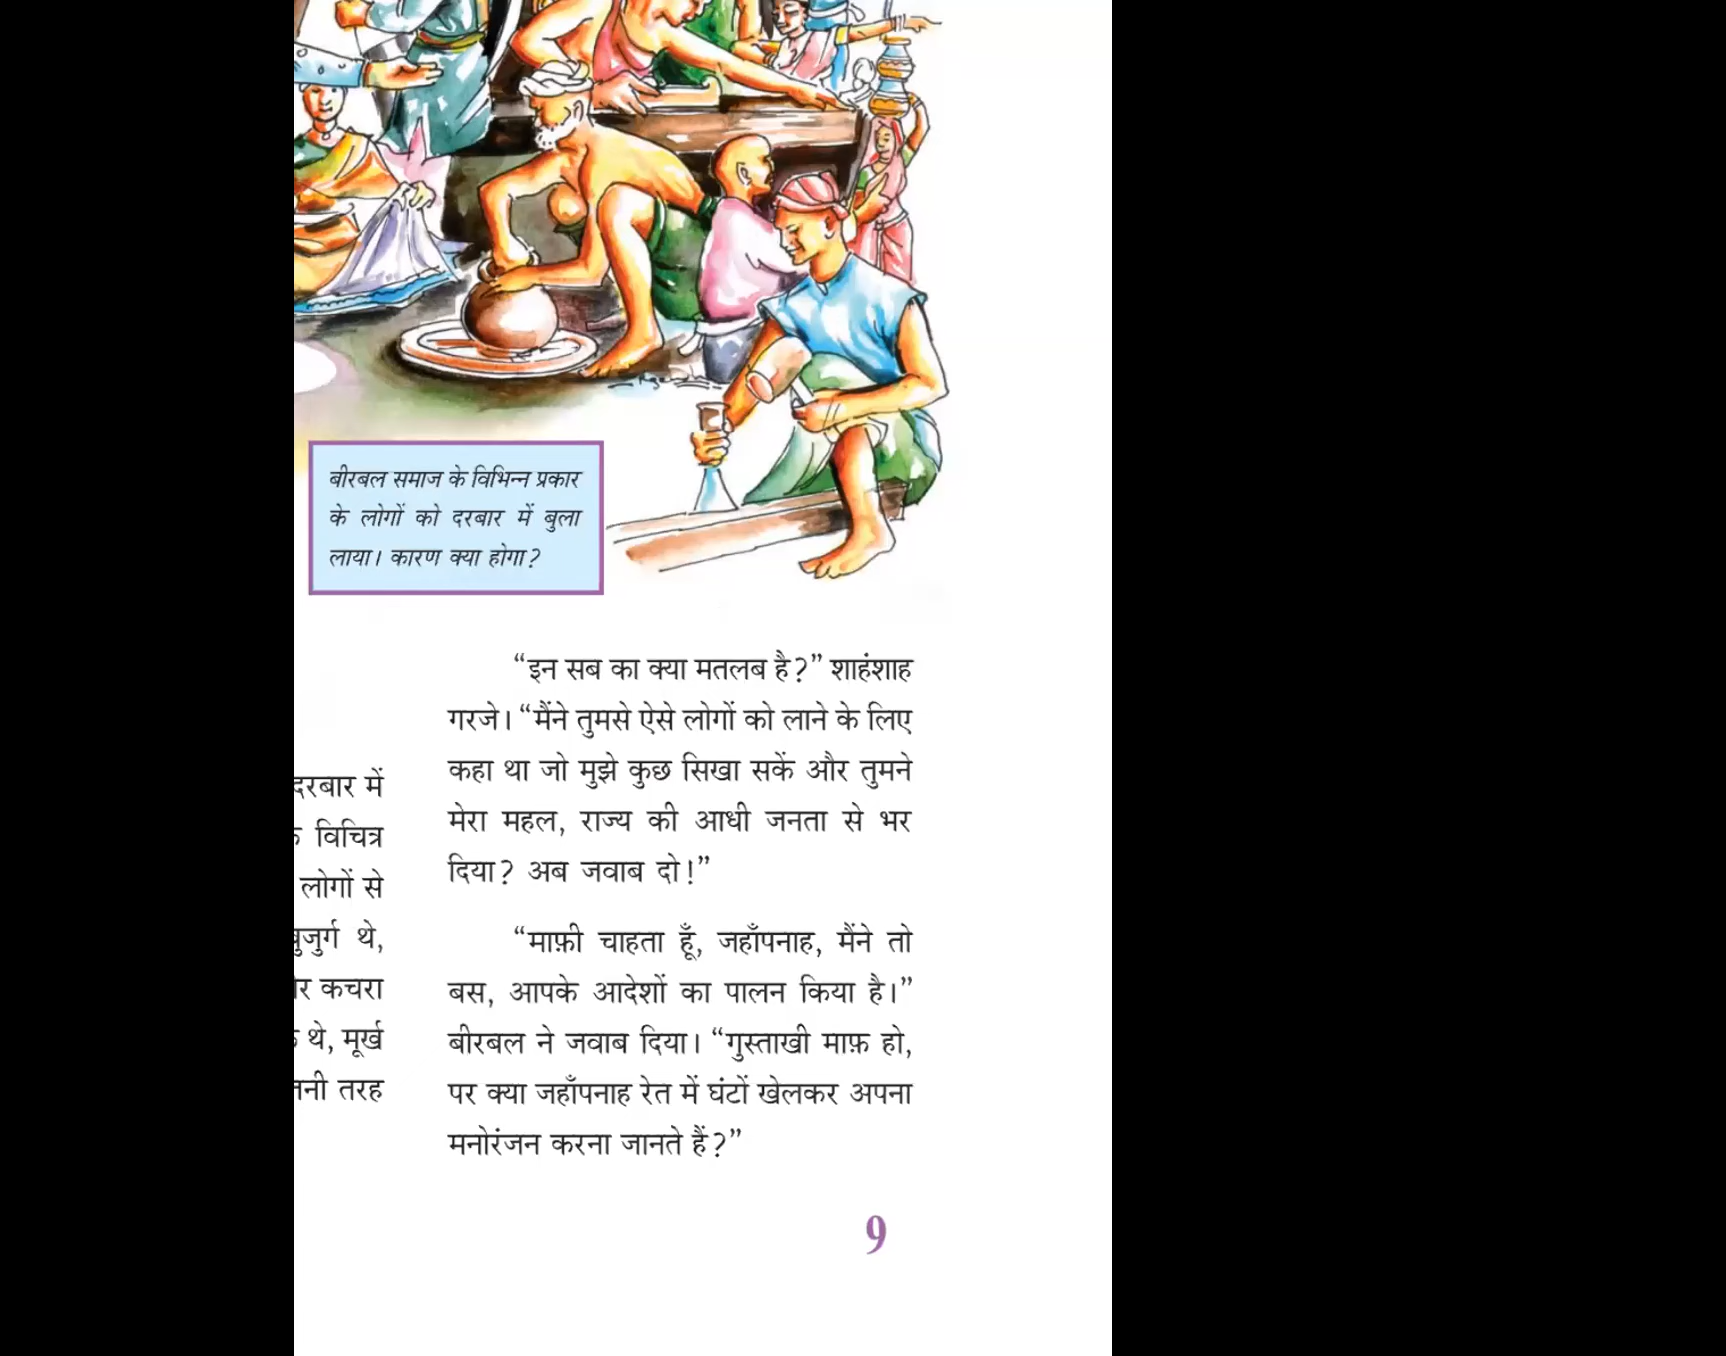 बीरबल समाज के विभिन्न प्रकार
के लोगों को दरबार में बुला
लाया। कारण क्या होगा?
दरबार में
विचित्र
लोगों से
बुजुर्ग थे,
कचरा
थे, मूर्ख
तरह
“इन सब का क्या मतलब है?” शाहंशाह
गरजे। “मैंने तुमसे ऐसे लोगों को लाने के लिए
कहा था जो मुझे कुछ सिखा सकें और तुमने
मेरा महल, राज्य की आधी जनता से भर
दिया? अब जवाब दो!”
“माफ़ी चाहता हूँ, जहाँपनाह, मैंने तो
बस, आपके आदेशों का पालन किया है।”
बीरबल ने जवाब दिया। “गुस्ताखी माफ़ हो,
पर क्या जहाँपनाह रेत में घंटों खेलकर अपना
मनोरंजन करना जानते हैं?”
9